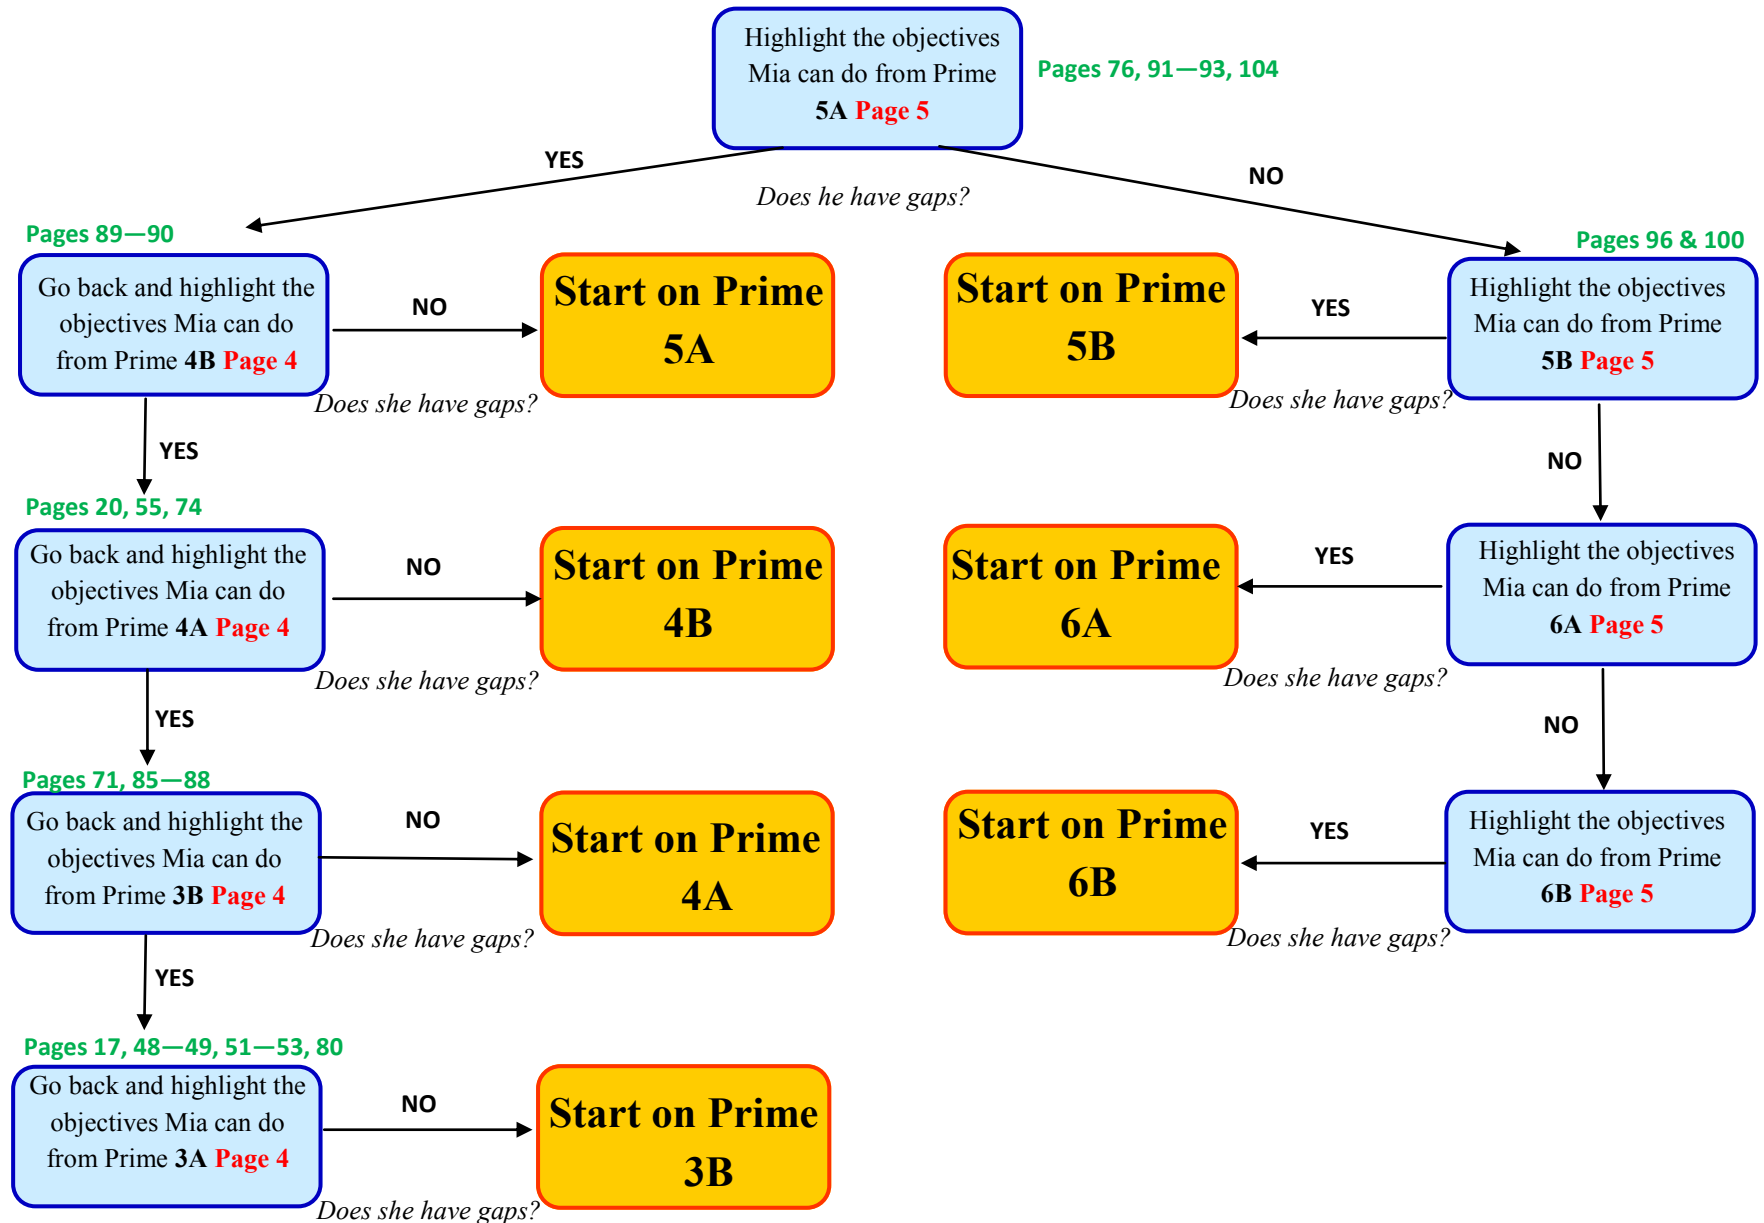 Highlight the objectives
Mia can do from Prime
5A Page 5
Pages 76, 91—93, 104
YES
Does he have gaps?
NO
Pages 89—90
Go back and highlight the
objectives Mia can do
from Prime 4B Page 4
NO
Does she have gaps?
Start on Prime
5A
YES
Pages 20, 55, 74
Go back and highlight the
objectives Mia can do
from Prime 4A Page 4
NO
Does she have gaps?
Start on Prime
4B
YES
Pages 71, 85—88
Go back and highlight the
objectives Mia can do
from Prime 3B Page 4
NO
Does she have gaps?
Start on Prime
4A
YES
Pages 17, 48—49, 51—53, 80
Go back and highlight the
objectives Mia can do
from Prime 3A Page 4
NO
Does she have gaps?
Start on Prime
3B
Pages 96 & 100
Highlight the objectives
Mia can do from Prime
5B Page 5
YES
Does she have gaps?
Start on Prime
5B
NO
Highlight the objectives
Mia can do from Prime
6A Page 5
YES
Does she have gaps?
Start on Prime
6A
NO
Highlight the objectives
Mia can do from Prime
6B Page 5
YES
Does she have gaps?
Start on Prime
6B